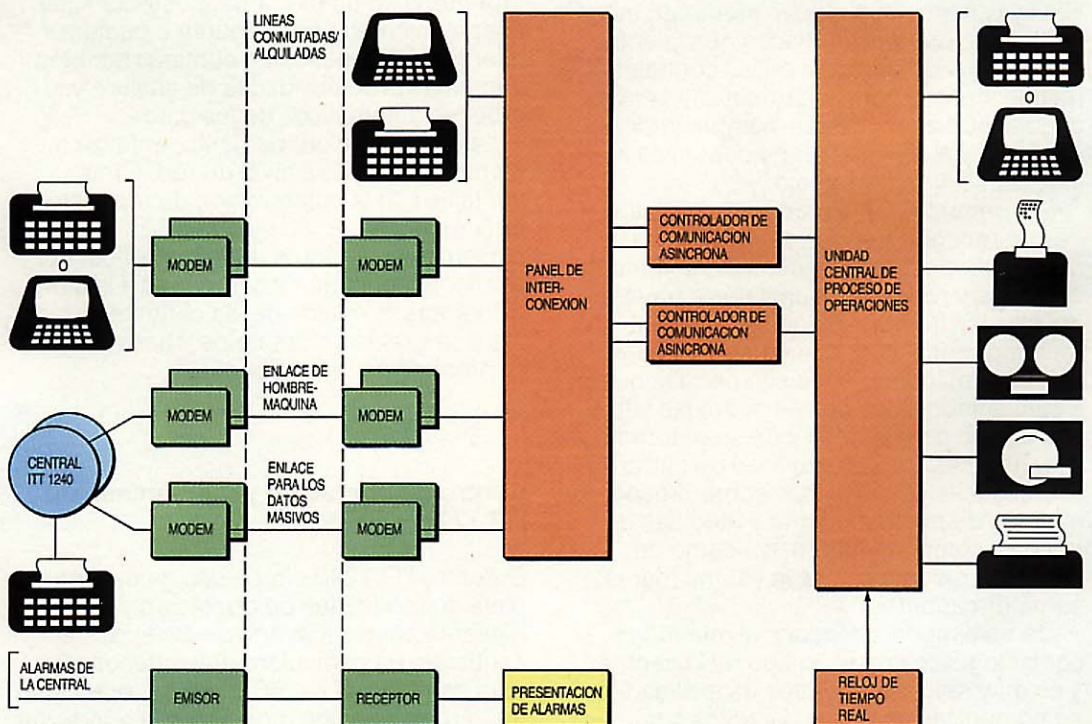 LINEAS
CONMUTADAS/
ALQUILADAS
O
O
MODEM
MODEM
PANEL DE
INTER-
CONEXION
CONTROLADOR DE
COMUNICACION
ASINCRONA
CONTROLADOR DE
COMUNICACION
ASINCRONA
UNIDAD
CENTRAL DE
PROCESO DE
OPERACIONES
CENTRAL
ITT 1240
MODEM
ENLACE DE
HOMBRE-
MAQUINA
MODEM
MODEM
ENLACE
PARA LOS
DATOS
MASIVOS
MODEM
ALARMAS DE
LA CENTRAL
EMISOR
RECEPTOR
PRESENTACION
DE ALARMAS
RELOJ DE
TIEMPO
REAL